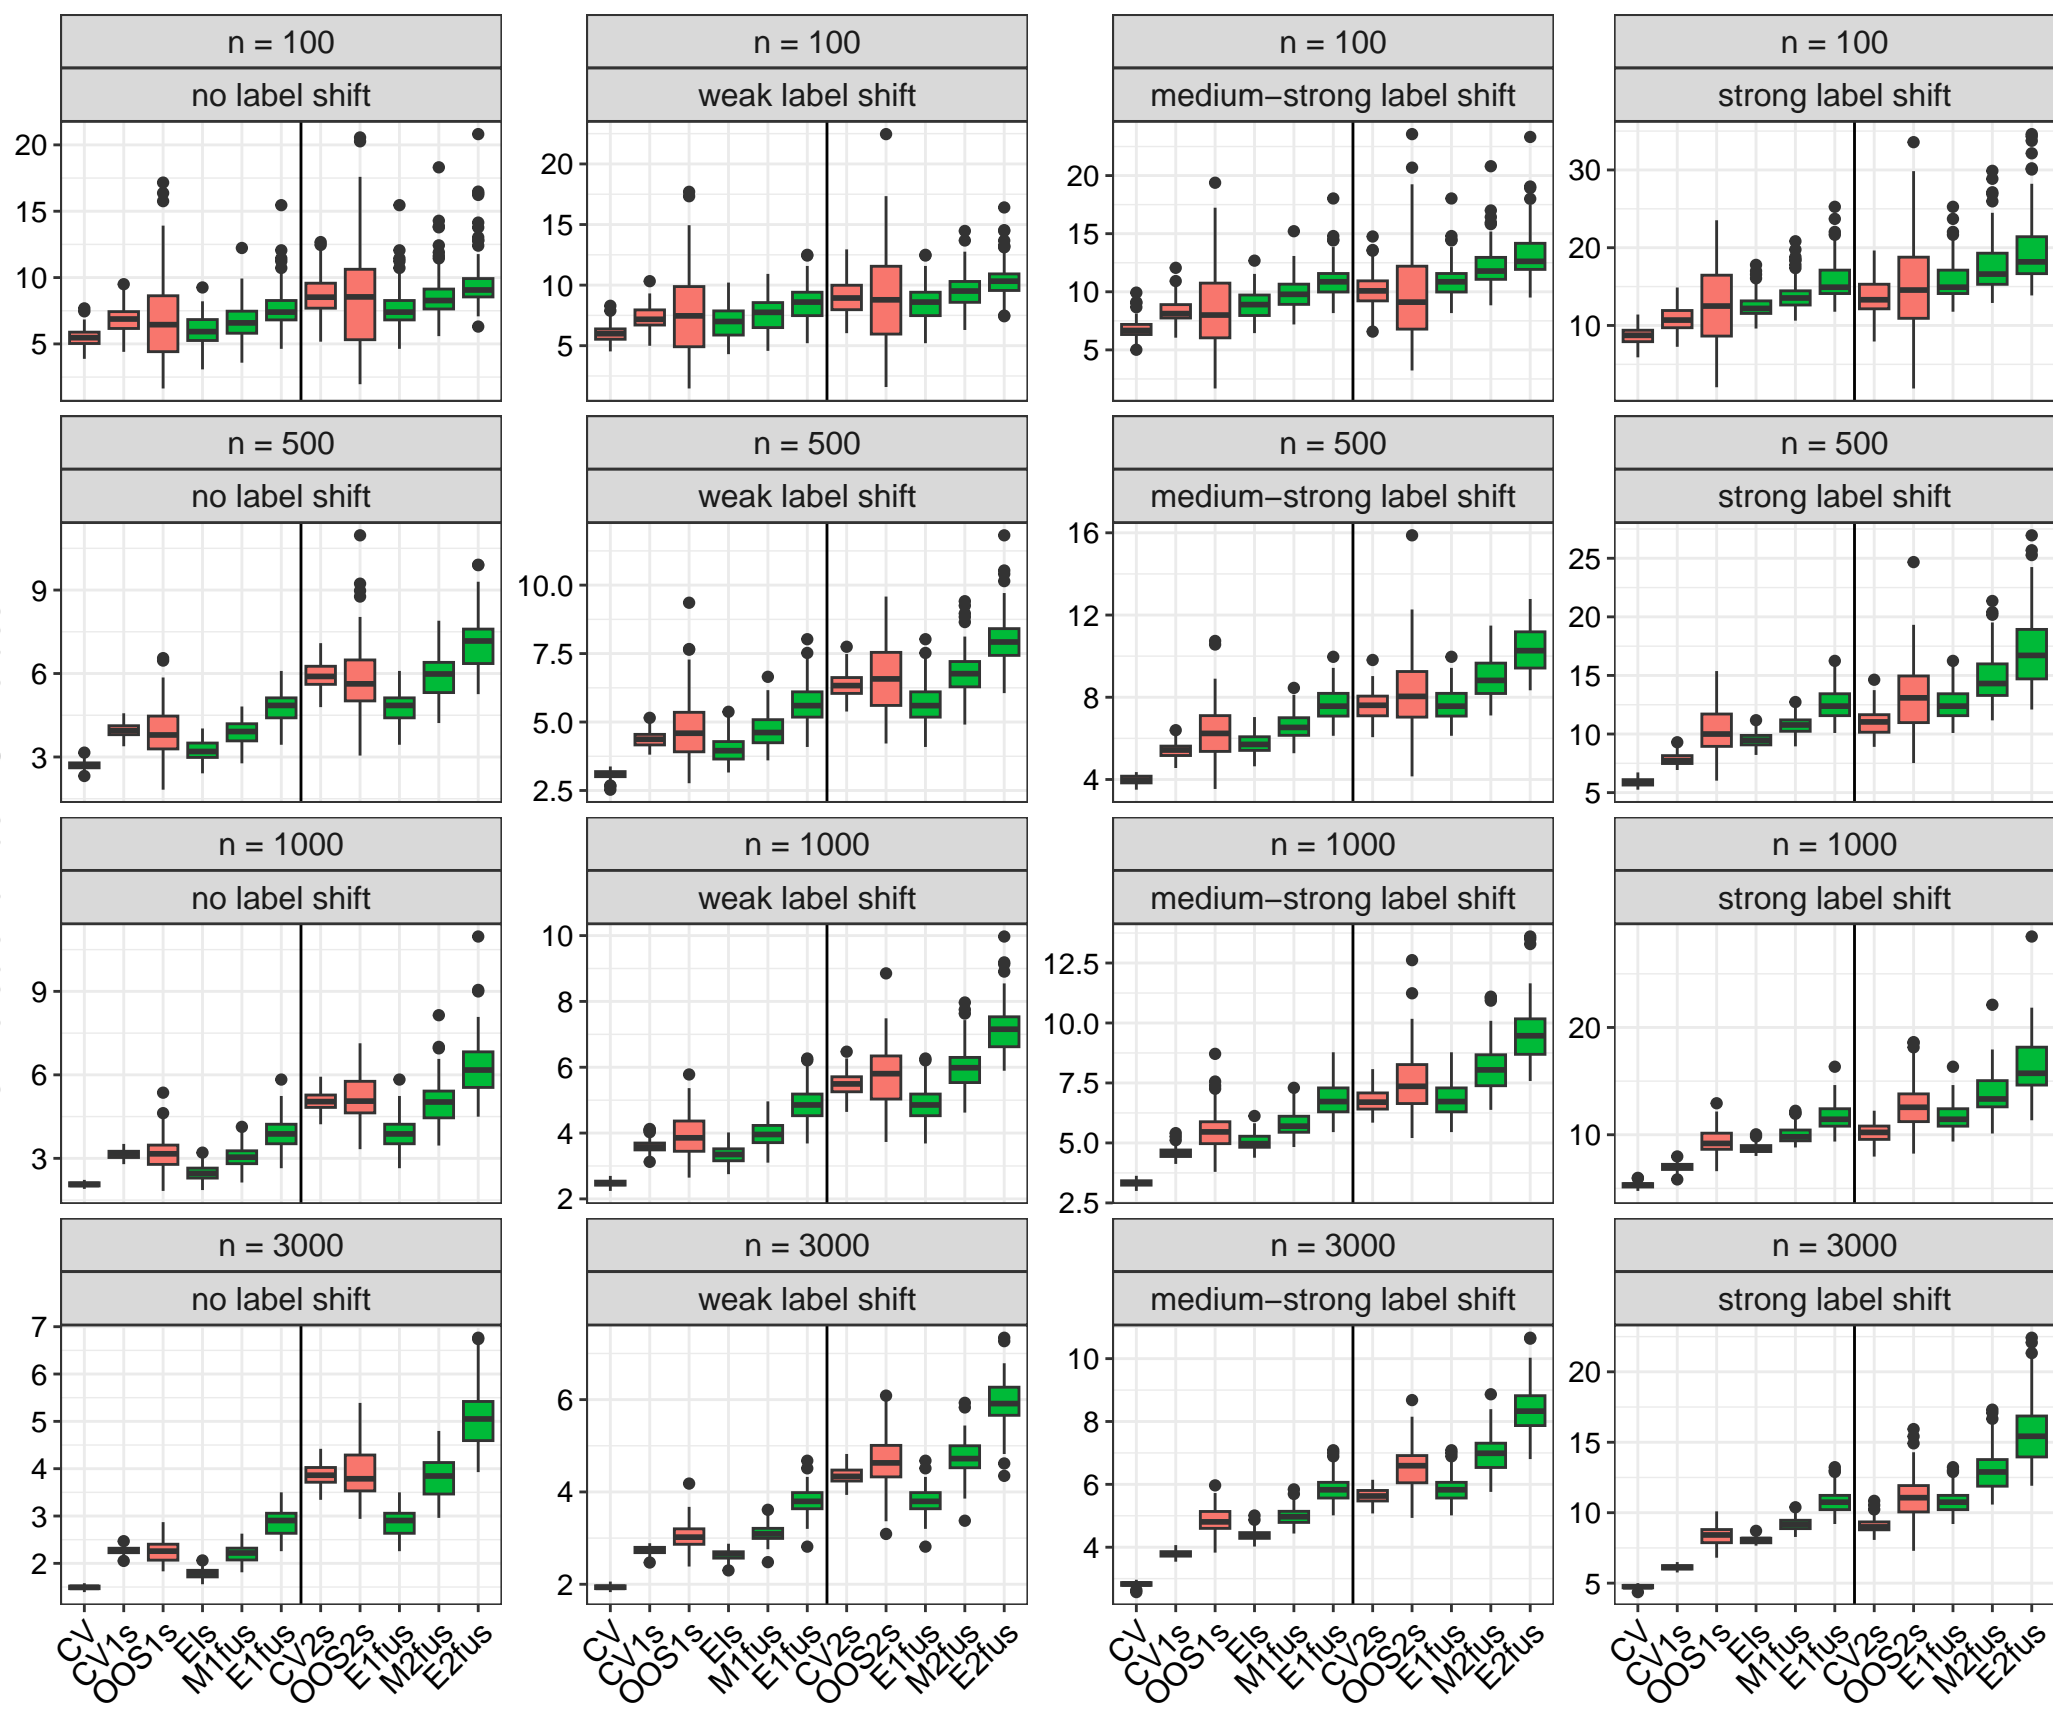 n = 100
n = 100
n = 100
n = 100
no label shift
weak label shift
medium−strong label shift
strong label shift
20
15
10
5
20
15
10
5
20
15
10
5
30
20
10
n = 500
n = 500
n = 500
n = 500
no label shift
weak label shift
medium−strong label shift
strong label shift
9
6
3
10.0
7.5
5.0
2.5
16
12
8
4
25
20
15
10
5
n = 1000
n = 1000
n = 1000
n = 1000
no label shift
weak label shift
medium−strong label shift
strong label shift
9
6
3
10
8
6
4
2
12.5
10.0
7.5
5.0
2.5
20
10
n = 3000
n = 3000
n = 3000
n = 3000
no label shift
weak label shift
medium−strong label shift
strong label shift
7
6
5
4
3
2
6
4
2
10
8
6
4
20
15
10
5
CV
CV1s
OOS1s
EIs
M1fus
E1fus
CV2s
OOS2s
E1fus
M2fus
E2fus
CV
CV1s
OOS1s
EIs
M1fus
E1fus
CV2s
OOS2s
E1fus
M2fus
E2fus
CV
CV1s
OOS1s
EIs
M1fus
E1fus
CV2s
OOS2s
E1fus
M2fus
E2fus
CV
CV1s
OOS1s
EIs
M1fus
E1fus
CV2s
OOS2s
E1fus
M2fus
E2fus